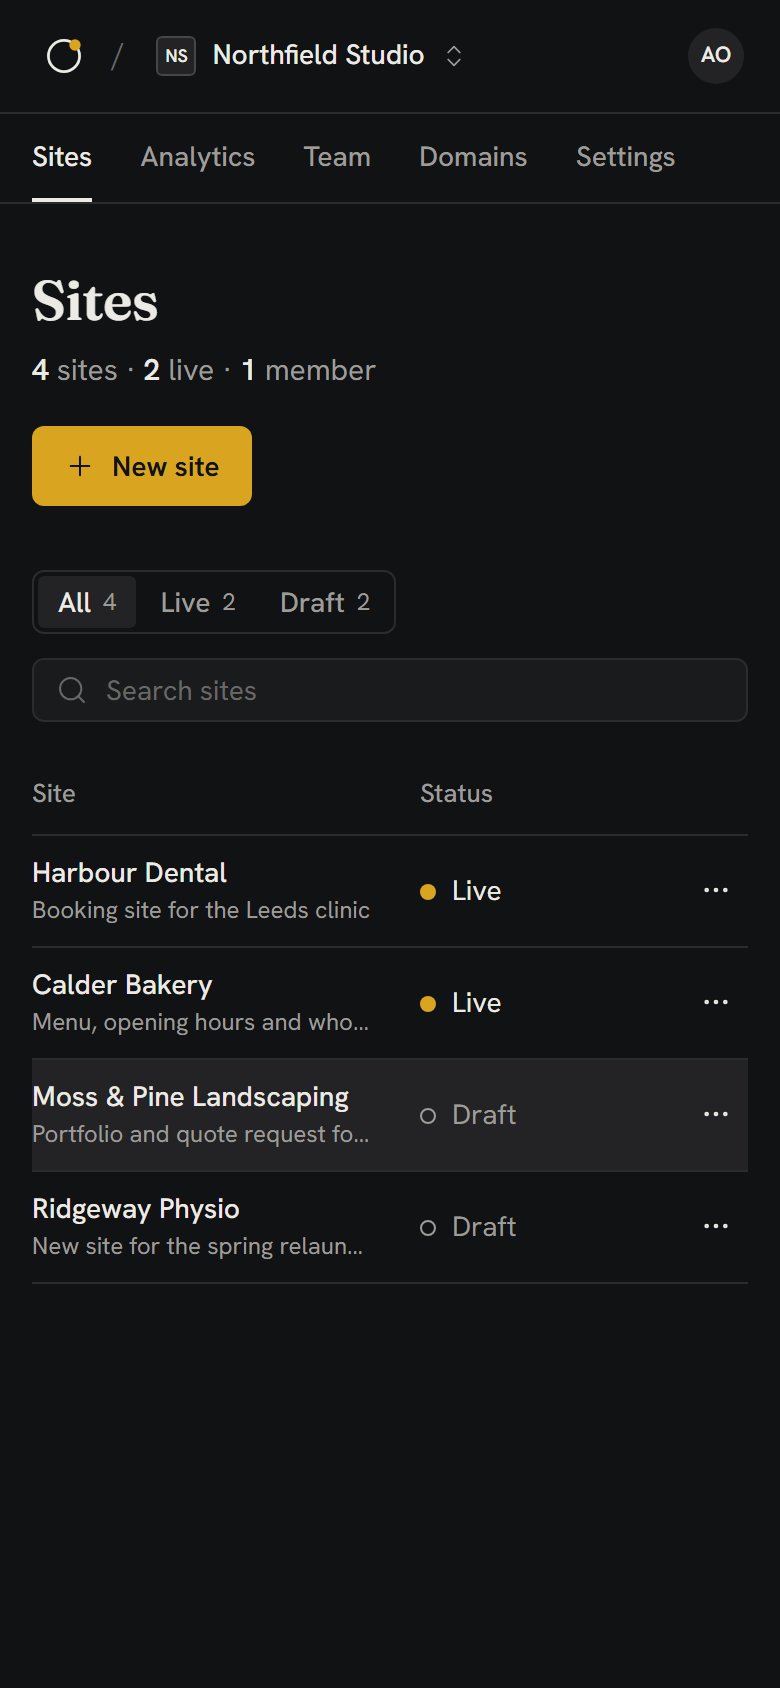 / NS Northfield Studio AO
Sites Analytics Team Domains Settings
Sites
4 sites · 2 live · 1 member
+ New site
All 4 Live 2 Draft 2
Search sites
Site Status
Harbour Dental
Booking site for the Leeds clinic
Live
Calder Bakery
Menu, opening hours and who...
Live
Moss & Pine Landscaping
Portfolio and quote request fo...
Draft
Ridgeway Physio
New site for the spring relaun...
Draft